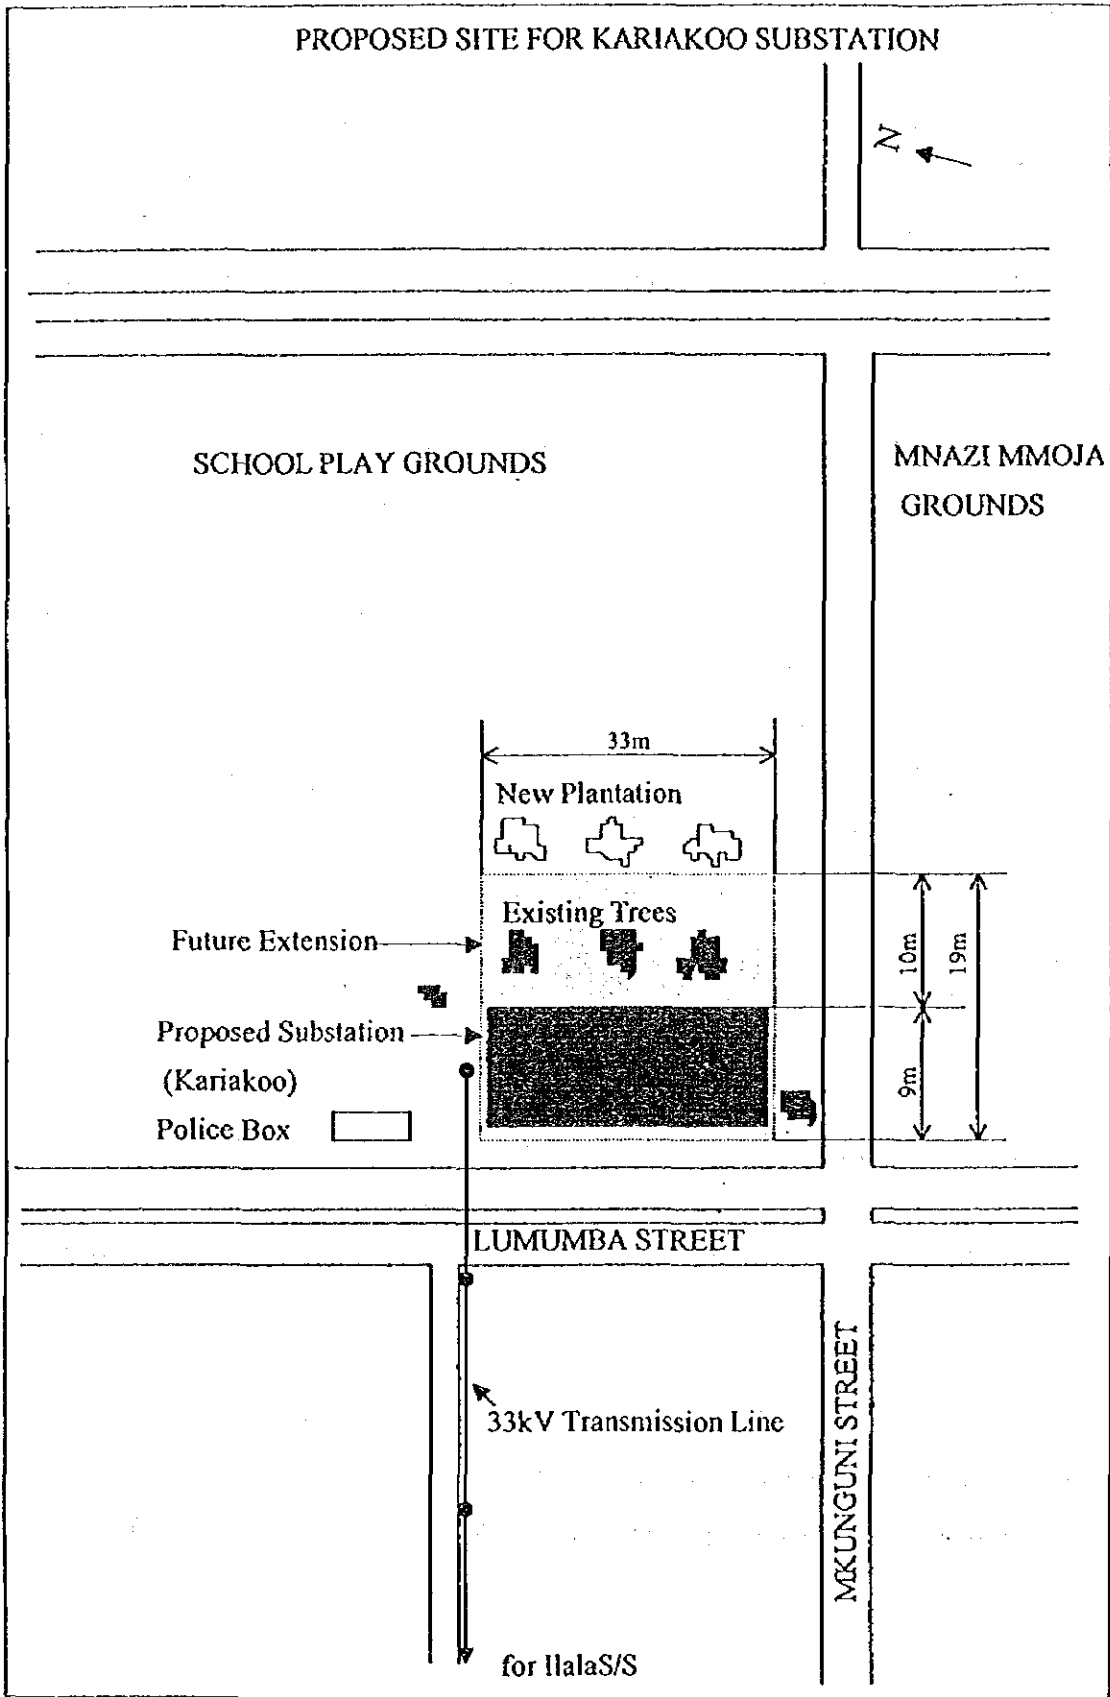 PROPOSED SITE FOR KARIAKOO SUBSTATION
N
SCHOOL PLAY GROUNDS
MNAZI MMOJA
GROUNDS
33m
New Plantation
Existing Trees
Future Extension
10m
19m
Proposed Substation
(Kariakoo)
9m
Police Box
LUMUMBA STREET
33kV Transmission Line
MKUNGUNI STREET
for IlalaS/S